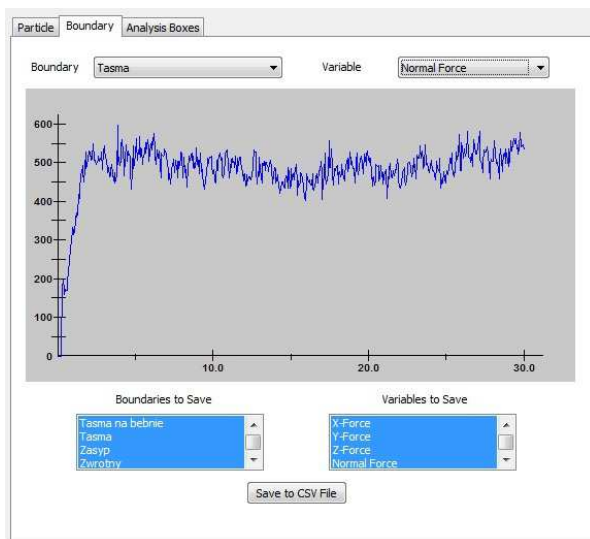 Particle Boundary Analysis Boxes
Boundary Tasma Variable Normal Force
600
500
400
300
200
100
0
10.0 20.0 30.0
Boundaries to Save Variables to Save
Tasma na bebnie X-Force
Tasma Y-Force
Zasyp Z-Force
Zwrotny Normal Force
Save to CSV File